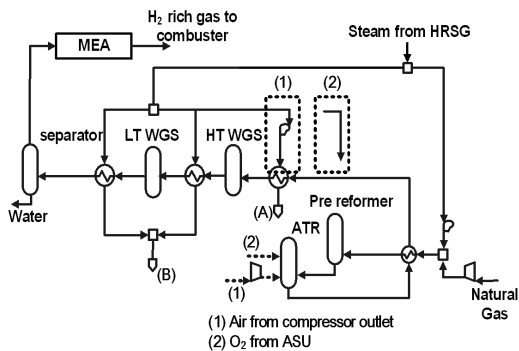 H2 rich gas to
combuster
MEA
Steam from HRSG
(1)
(2)
separator
LT WGS
HT WGS
Water
(A)
Pre reformer
ATR
(B)
(2)
(1)
Natural
Gas
(1) Air from compressor outlet
(2) O2 from ASU